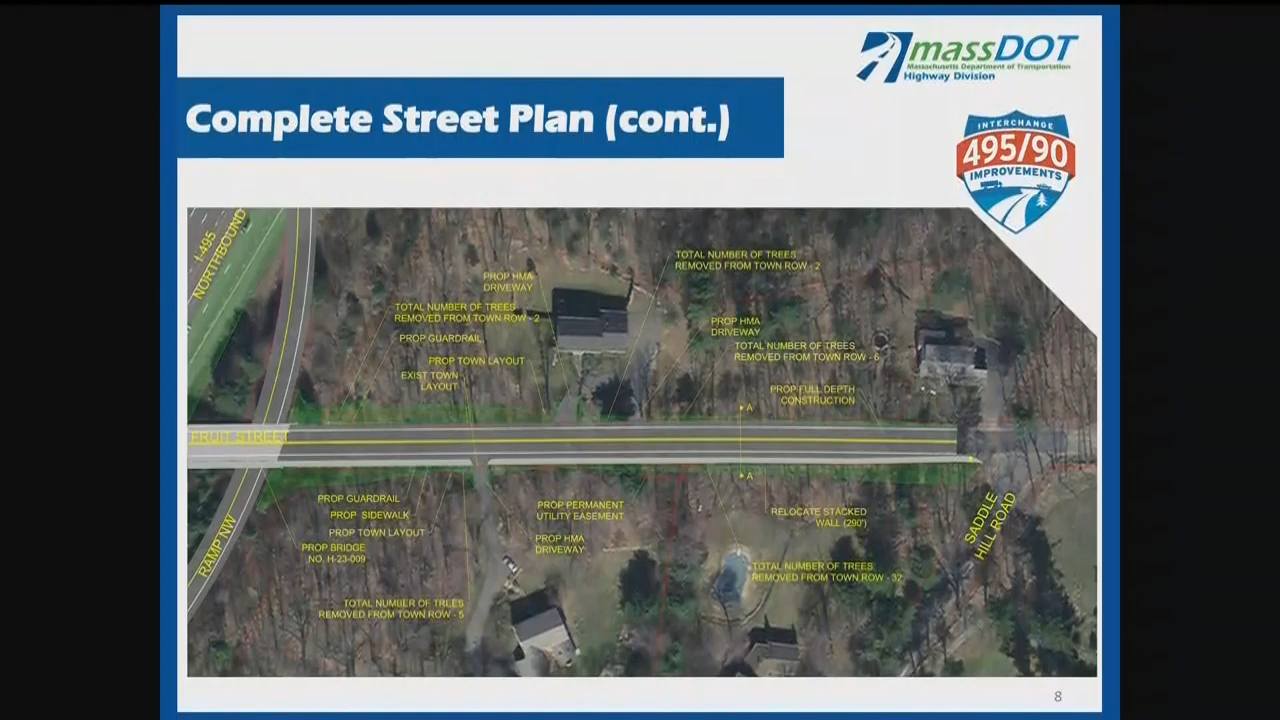 massDOT
Massachusetts Department of Transportation
Highway Division
Complete Street Plan (cont.)
INTERCHANGE
495/90
IMPROVEMENTS
I-495
NORTHBOUND
TOTAL NUMBER OF TREES
REMOVED FROM TOWN ROW - 2
PROP HMA
DRIVEWAY
TOTAL NUMBER OF TREES
REMOVED FROM TOWN ROW - 2
PROP HMA
DRIVEWAY
PROP GUARDRAIL
TOTAL NUMBER OF TREES
REMOVED FROM TOWN ROW - 6
PROP TOWN LAYOUT
EXIST TOWN
LAYOUT
PROP FULL DEPTH
CONSTRUCTION
A
FRUIT STREET
A
PROP GUARDRAIL
PROP SIDEWALK
PROP TOWN LAYOUT
PROP BRIDGE
NO. H-23-009
PROP PERMANENT
UTILITY EASEMENT
PROP HMA
DRIVEWAY
RELOCATE STACKED
WALL (290')
SADDLE
HILL ROAD
RAMP NW
TOTAL NUMBER OF TREES
REMOVED FROM TOWN ROW - 32
TOTAL NUMBER OF TREES
REMOVED FROM TOWN ROW - 5
8